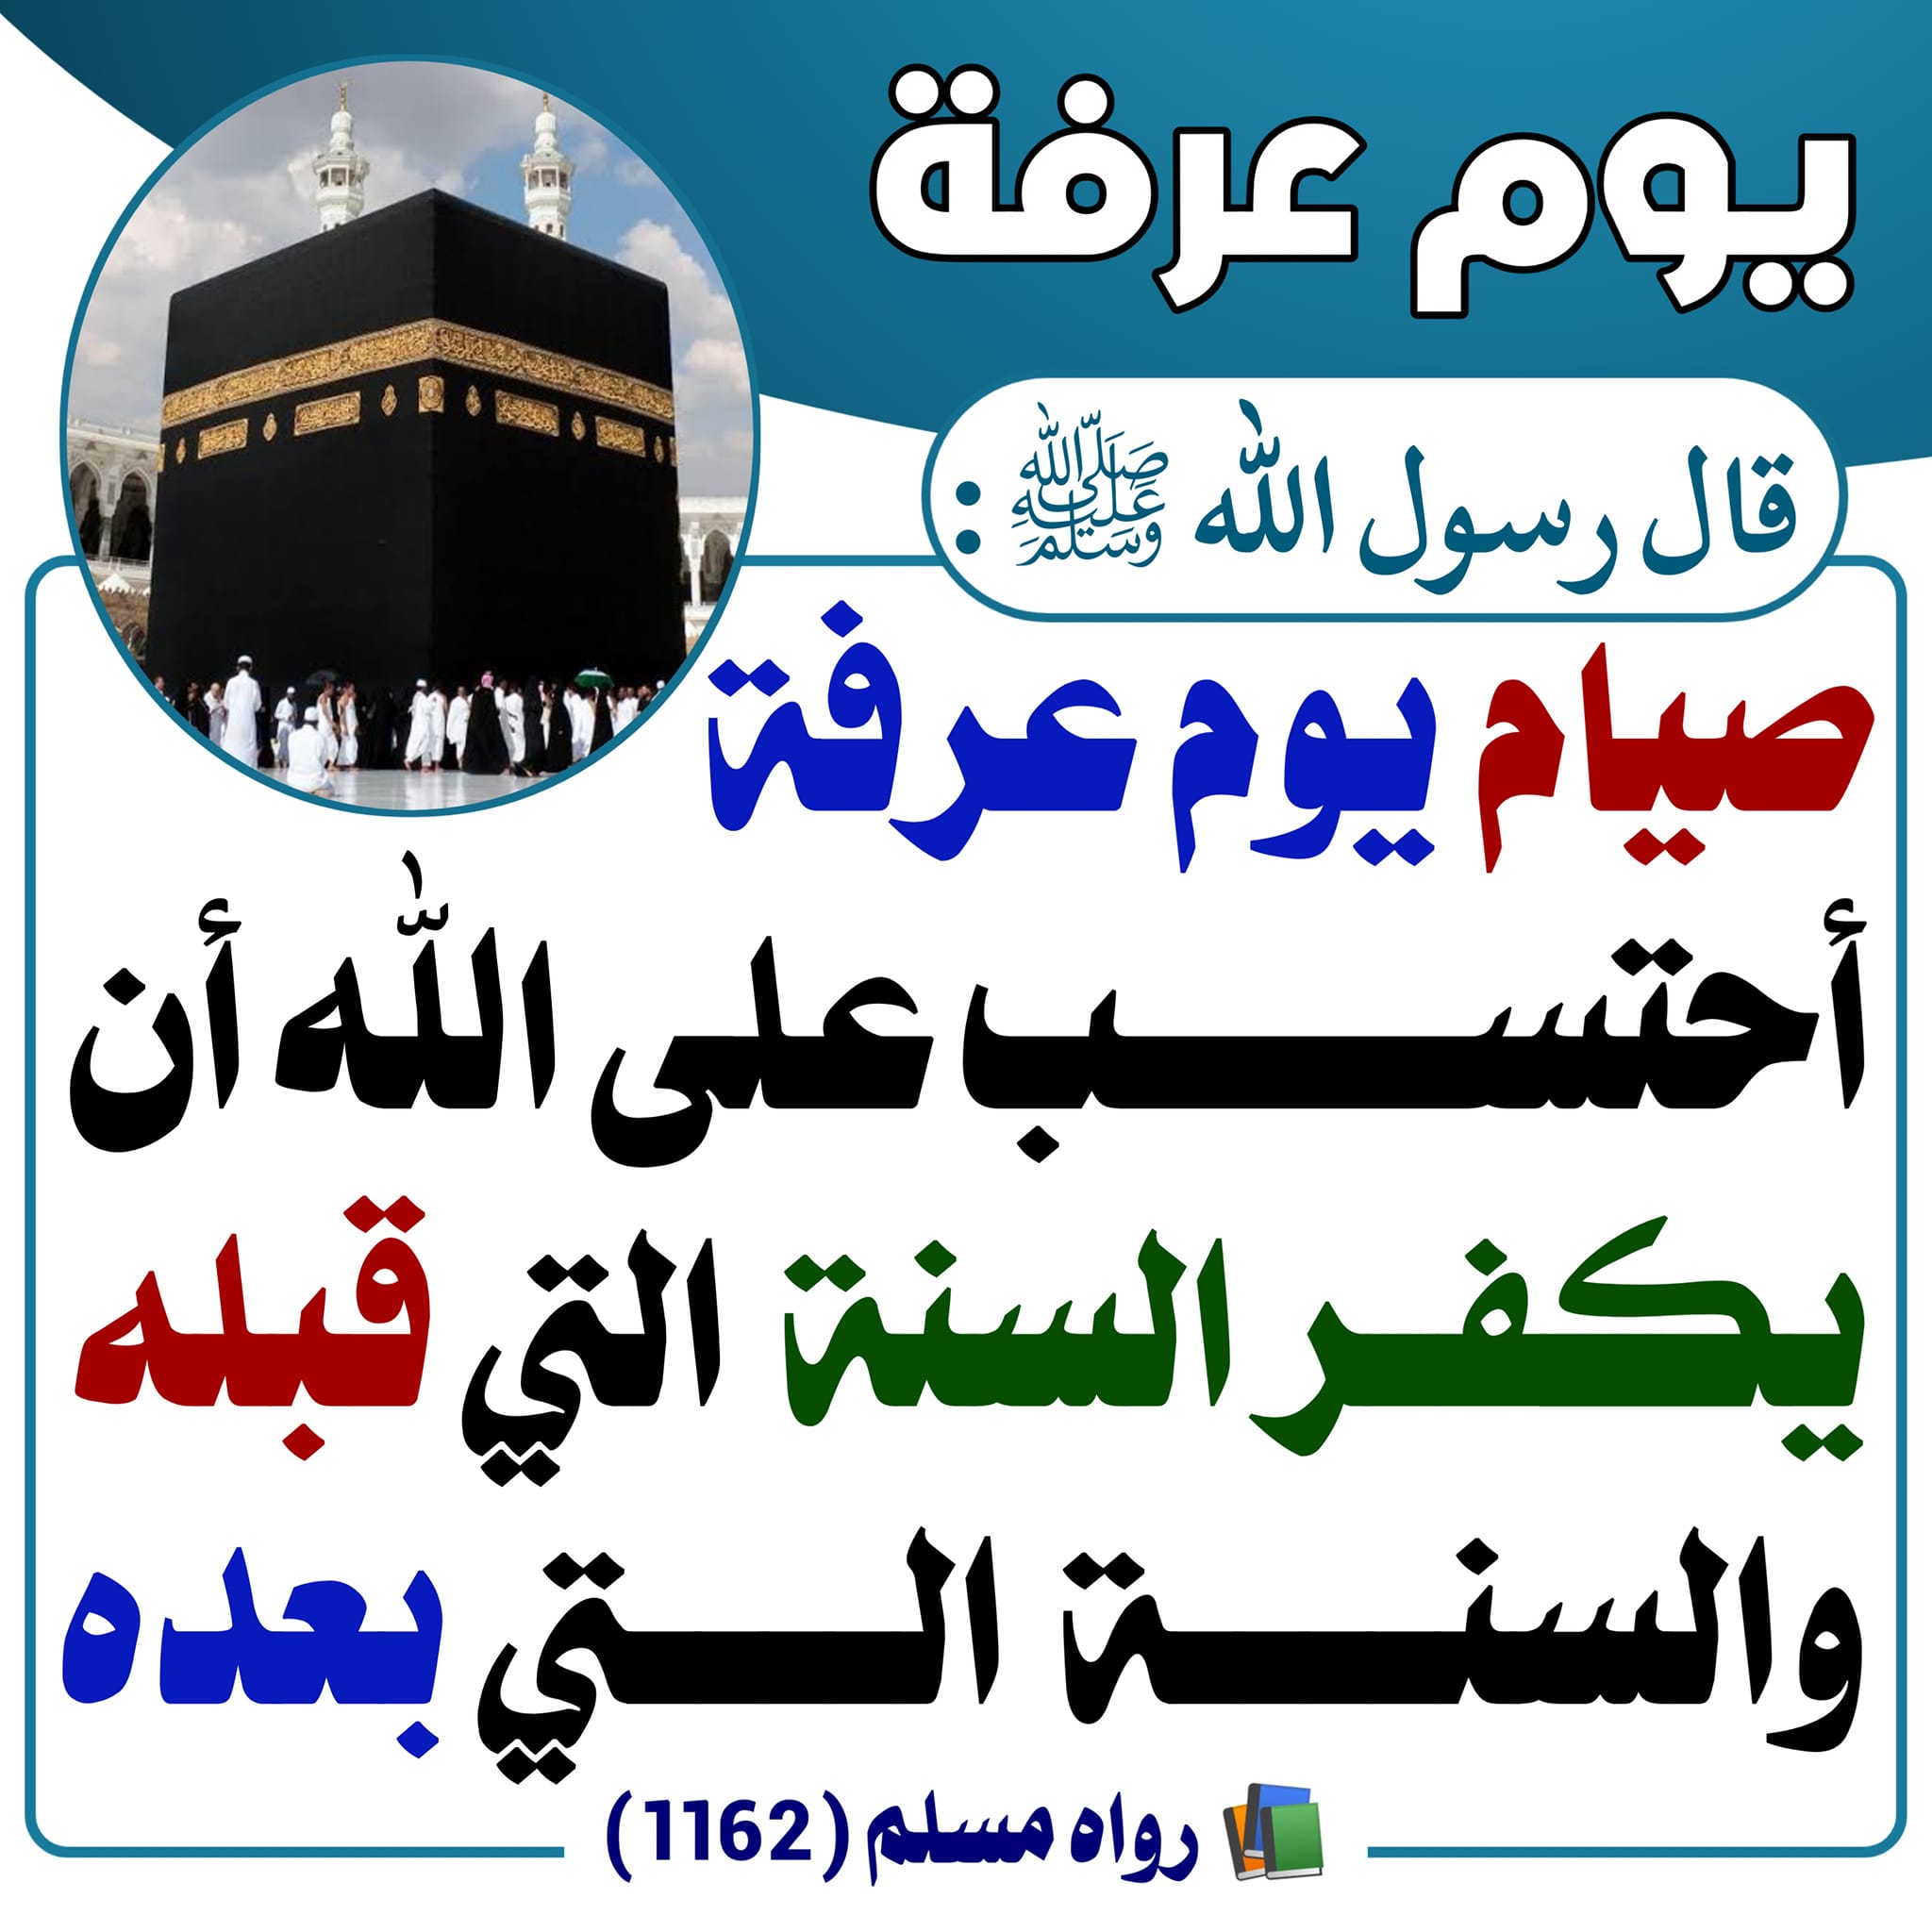 يوم عرفة
قال رسول الله ﷺ :
صيام يوم عرفة
أحتسب على الله أن
يكفر السنة التي قبله
والسنة التي بعده
رواه مسلم (1162)